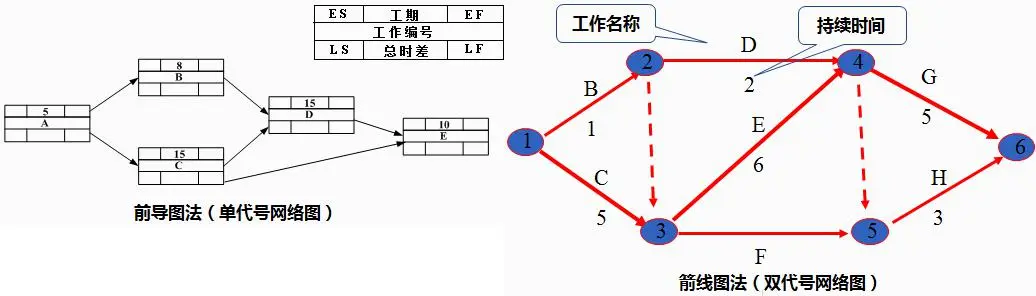 ES 工期 EF
工作编号
LS 总时差 LF
8
B
5
A
15
D
10
E
15
C
前导图法（单代号网络图）
工作名称
持续时间
D
2
4
2
B
G
1
5
E
1
6
6
C
H
5
3
3
5
F
箭线图法（双代号网络图）